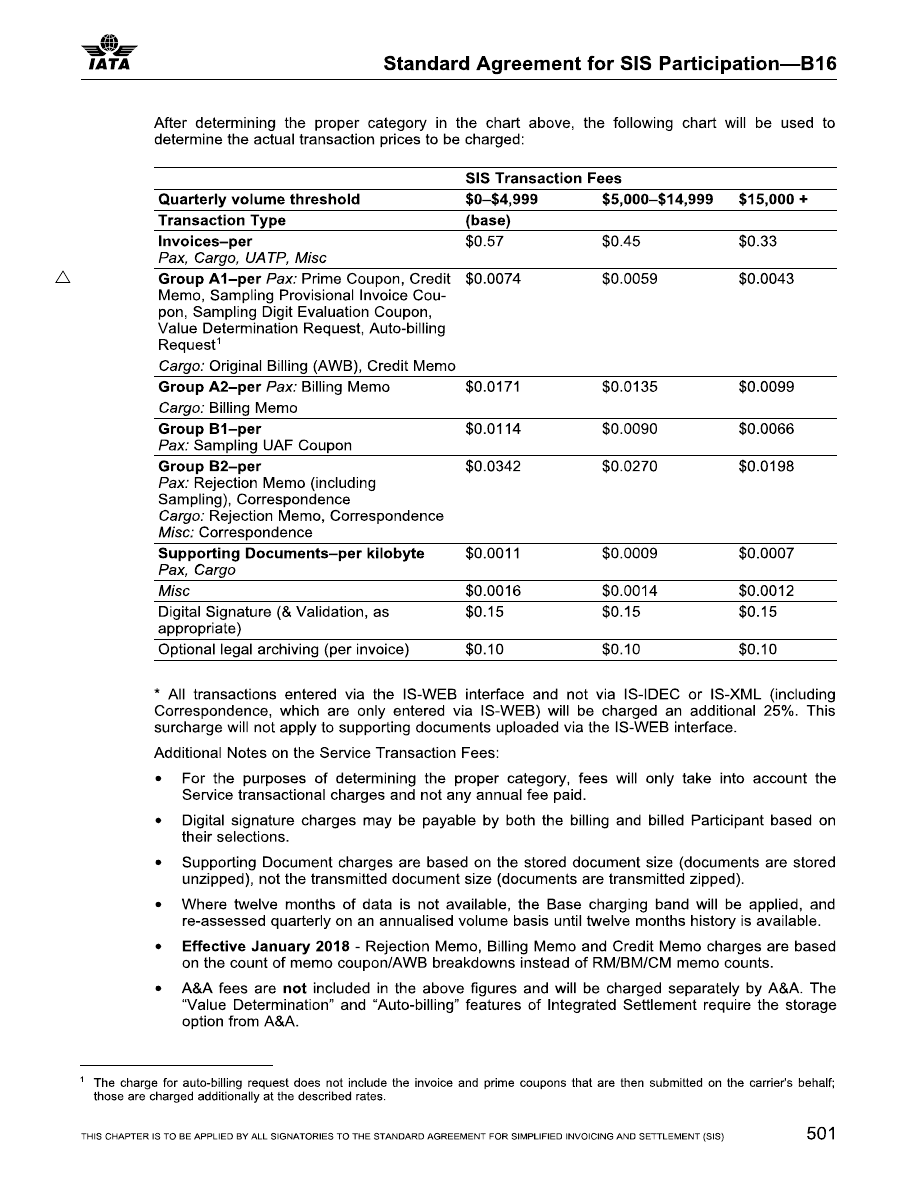 IATA
Standard Agreement for SIS Participation—B16
After determining the proper category in the chart above, the following chart will be used to
determine the actual transaction prices to be charged:
SIS Transaction Fees
Quarterly volume threshold $0–$4,999 $5,000–$14,999 $15,000 +
Transaction Type (base)
Invoices–per $0.57 $0.45 $0.33
Pax, Cargo, UATP, Misc
△ Group A1–per Pax: Prime Coupon, Credit $0.0074 $0.0059 $0.0043
Memo, Sampling Provisional Invoice Cou-
pon, Sampling Digit Evaluation Coupon,
Value Determination Request, Auto-billing
Request¹
Cargo: Original Billing (AWB), Credit Memo
Group A2–per Pax: Billing Memo $0.0171 $0.0135 $0.0099
Cargo: Billing Memo
Group B1–per $0.0114 $0.0090 $0.0066
Pax: Sampling UAF Coupon
Group B2–per $0.0342 $0.0270 $0.0198
Pax: Rejection Memo (including
Sampling), Correspondence
Cargo: Rejection Memo, Correspondence
Misc: Correspondence
Supporting Documents–per kilobyte $0.0011 $0.0009 $0.0007
Pax, Cargo
Misc $0.0016 $0.0014 $0.0012
Digital Signature (& Validation, as $0.15 $0.15 $0.15
appropriate)
Optional legal archiving (per invoice) $0.10 $0.10 $0.10
* All transactions entered via the IS-WEB interface and not via IS-IDEC or IS-XML (including
Correspondence, which are only entered via IS-WEB) will be charged an additional 25%. This
surcharge will not apply to supporting documents uploaded via the IS-WEB interface.
Additional Notes on the Service Transaction Fees:
• For the purposes of determining the proper category, fees will only take into account the
Service transactional charges and not any annual fee paid.
• Digital signature charges may be payable by both the billing and billed Participant based on
their selections.
• Supporting Document charges are based on the stored document size (documents are stored
unzipped), not the transmitted document size (documents are transmitted zipped).
• Where twelve months of data is not available, the Base charging band will be applied, and
re-assessed quarterly on an annualised volume basis until twelve months history is available.
• Effective January 2018 - Rejection Memo, Billing Memo and Credit Memo charges are based
on the count of memo coupon/AWB breakdowns instead of RM/BM/CM memo counts.
• A&A fees are not included in the above figures and will be charged separately by A&A. The
“Value Determination” and “Auto-billing” features of Integrated Settlement require the storage
option from A&A.
¹ The charge for auto-billing request does not include the invoice and prime coupons that are then submitted on the carrier's behalf;
those are charged additionally at the described rates.
THIS CHAPTER IS TO BE APPLIED BY ALL SIGNATORIES TO THE STANDARD AGREEMENT FOR SIMPLIFIED INVOICING AND SETTLEMENT (SIS) 501